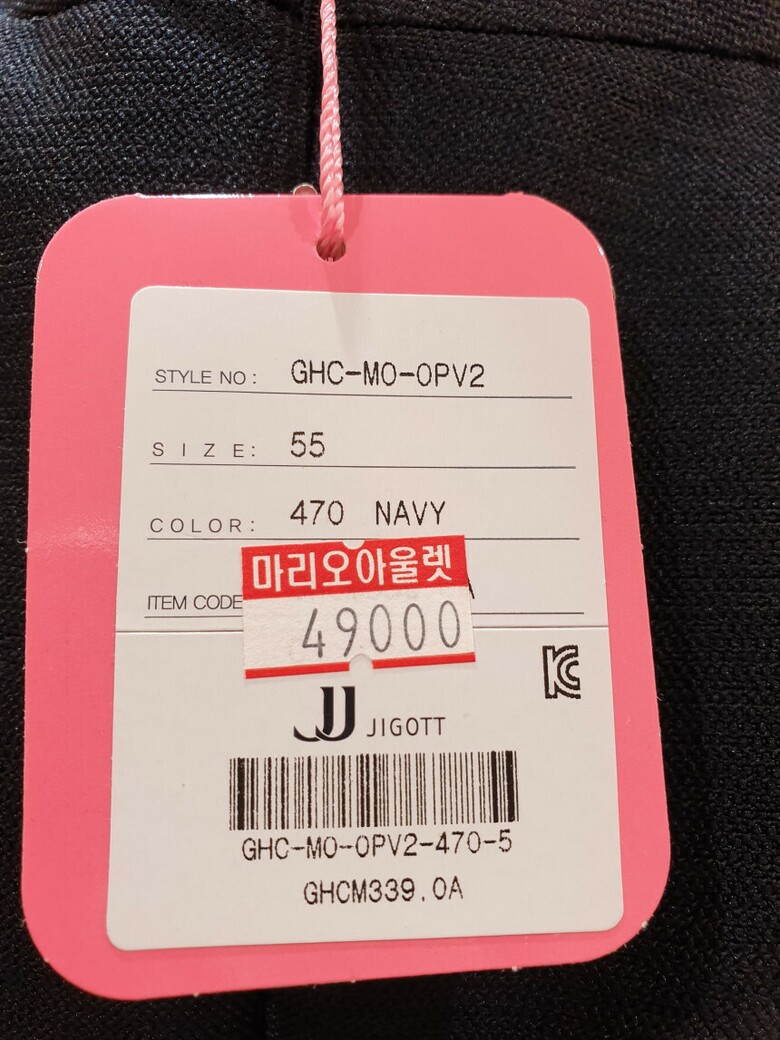 STYLE NO: GHC-MO-OPV2
SIZE: 55
COLOR: 470 NAVY
마리오아울렛
ITEM CODE
49000
JIGOTT
GHC-MO-OPV2-470-5
GHCM339.0A